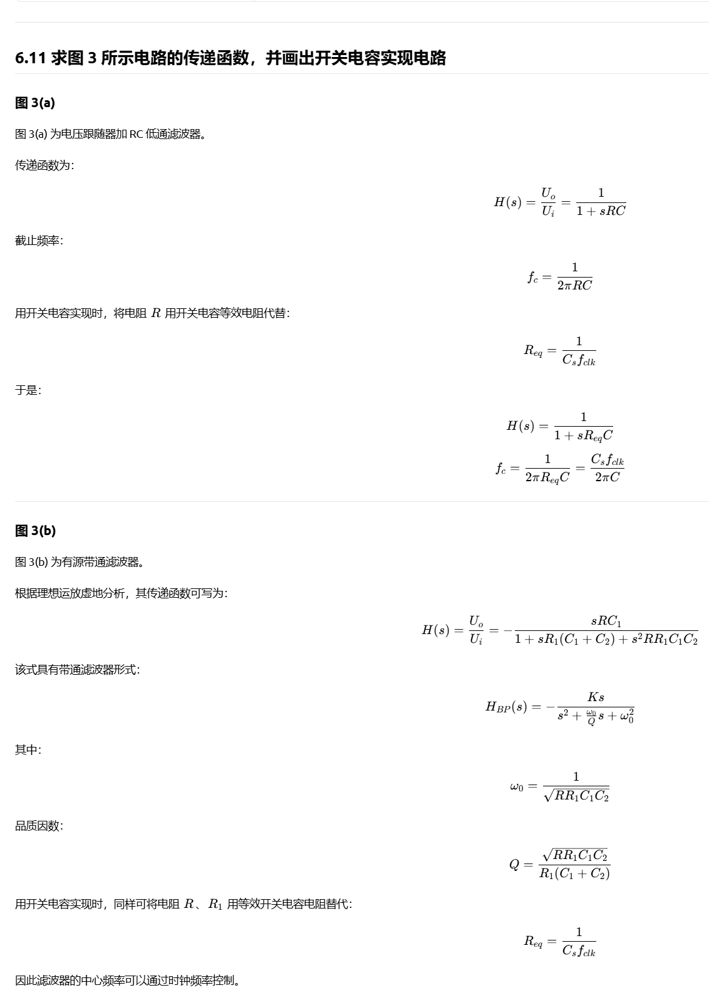 6.11 求图 3 所示电路的传递函数，并画出开关电容实现电路
图 3(a)
图 3(a) 为电压跟随器加 RC 低通滤波器。
传递函数为：
H(s) = \frac{U_o}{U_i} = \frac{1}{1 + sRC}
截止频率：
f_c = \frac{1}{2\pi RC}
用开关电容实现时，将电阻 R 用开关电容等效电阻代替：
R_{eq} = \frac{1}{C_s f_{clk}}
于是：
H(s) = \frac{1}{1 + sR_{eq}C}
f_c = \frac{1}{2\pi R_{eq}C} = \frac{C_s f_{clk}}{2\pi C}
图 3(b)
图 3(b) 为有源带通滤波器。
根据理想运放虚地分析，其传递函数可写为：
H(s) = \frac{U_o}{U_i} = -\frac{sRC_1}{1 + sR_1(C_1 + C_2) + s^2RR_1C_1C_2}
该式具有带通滤波器形式：
H_{BP}(s) = -\frac{Ks}{s^2 + \frac{\omega_0}{Q}s + \omega_0^2}
其中：
\omega_0 = \frac{1}{\sqrt{RR_1C_1C_2}}
品质因数：
Q = \frac{\sqrt{RR_1C_1C_2}}{R_1(C_1 + C_2)}
用开关电容实现时，同样可将电阻 R、R_1 用等效开关电容电阻替代：
R_{eq} = \frac{1}{C_s f_{clk}}
因此滤波器的中心频率可以通过时钟频率控制。